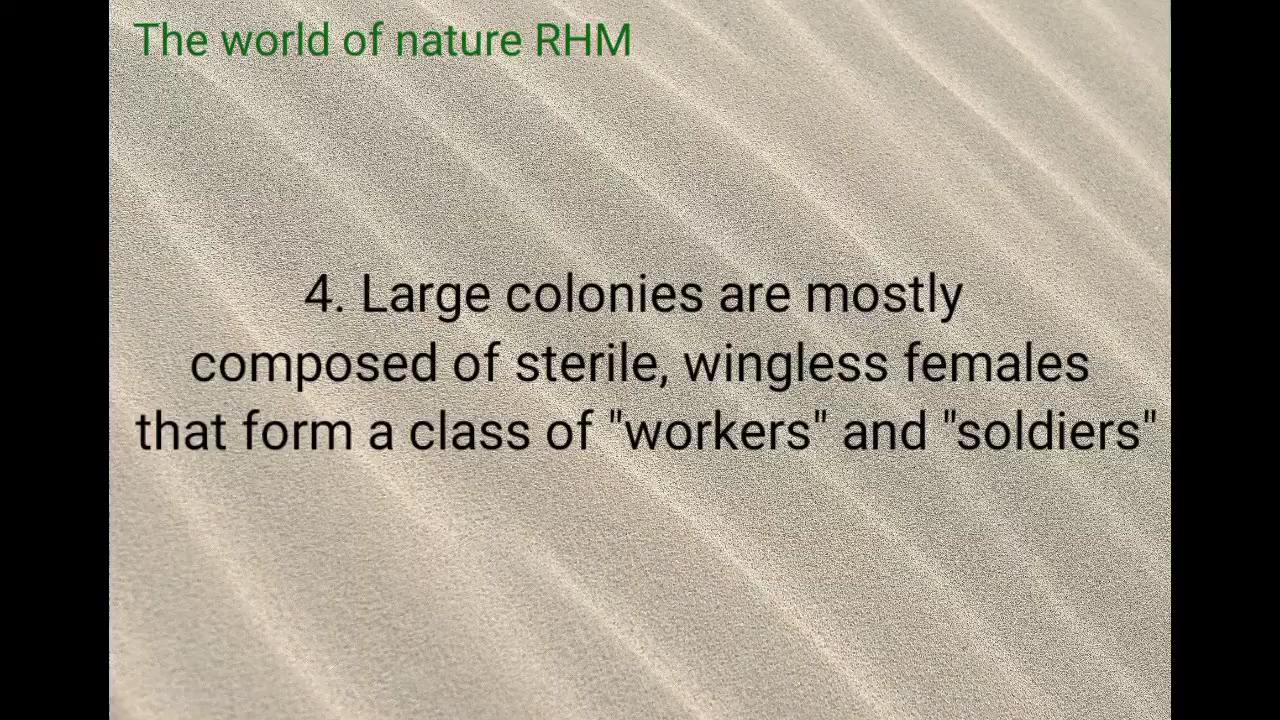 The world of nature RHM
4. Large colonies are mostly
composed of sterile, wingless females
that form a class of "workers" and "soldiers"